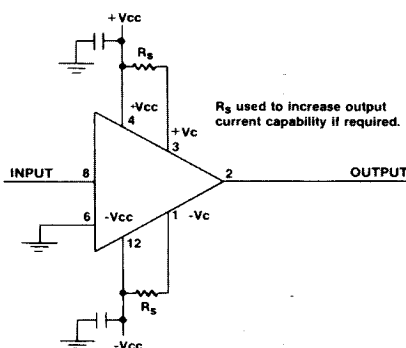 +Vcc
Rs
+Vcc
4
Rs used to increase output
current capability if required.
+Vc
3
INPUT
8
2
OUTPUT
6
-Vcc
1
-Vc
12
Rs
-Vcc